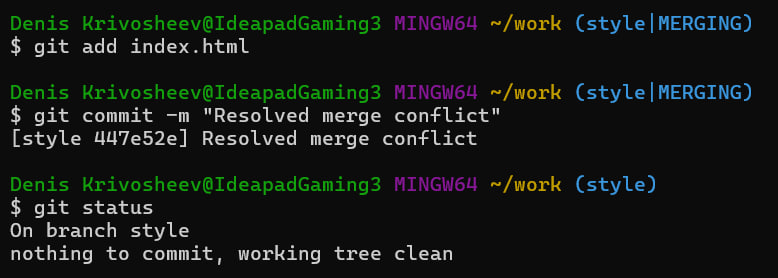 Denis Krivosheev@IdeapadGaming3 MINGW64 ~/work (style|MERGING)
$ git add index.html
Denis Krivosheev@IdeapadGaming3 MINGW64 ~/work (style|MERGING)
$ git commit -m "Resolved merge conflict"
[style 447e52e] Resolved merge conflict
Denis Krivosheev@IdeapadGaming3 MINGW64 ~/work (style)
$ git status
On branch style
nothing to commit, working tree clean